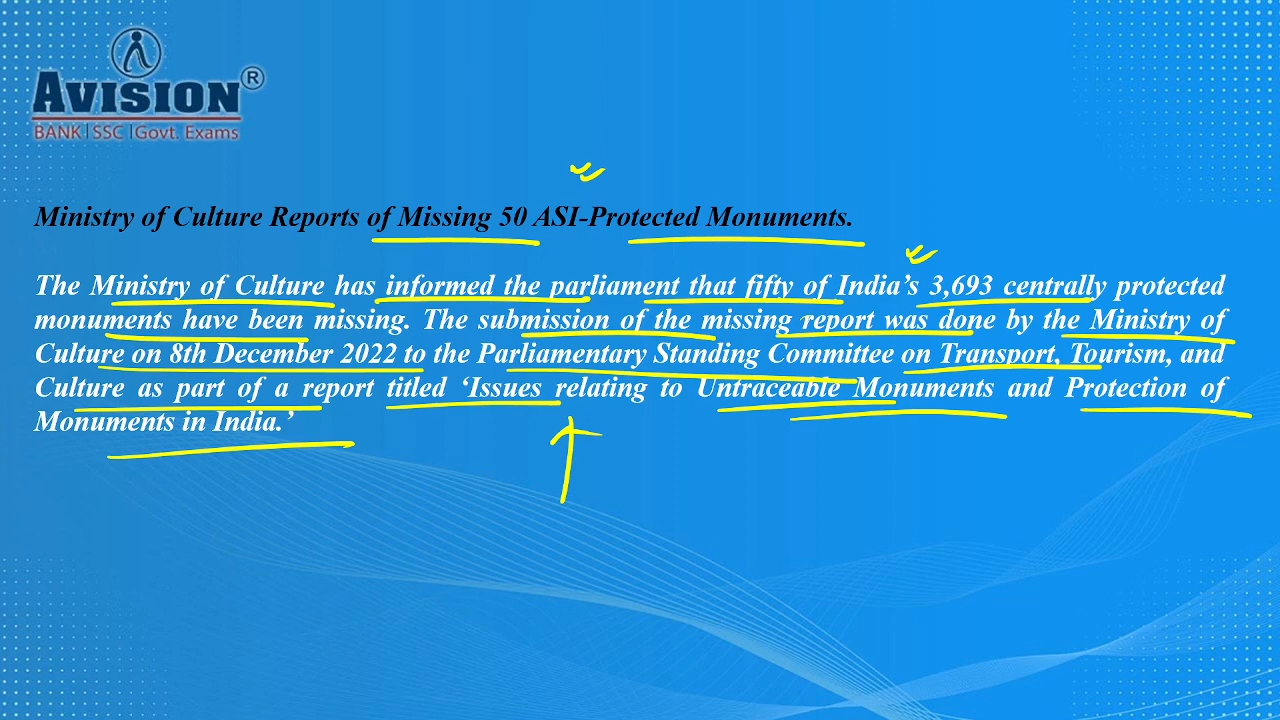 AVISION®
BANK|SSC|Govt. Exams
Ministry of Culture Reports of Missing 50 ASI-Protected Monuments.
The Ministry of Culture has informed the parliament that fifty of India’s 3,693 centrally protected
monuments have been missing. The submission of the missing report was done by the Ministry of
Culture on 8th December 2022 to the Parliamentary Standing Committee on Transport, Tourism, and
Culture as part of a report titled ‘Issues relating to Untraceable Monuments and Protection of
Monuments in India.’